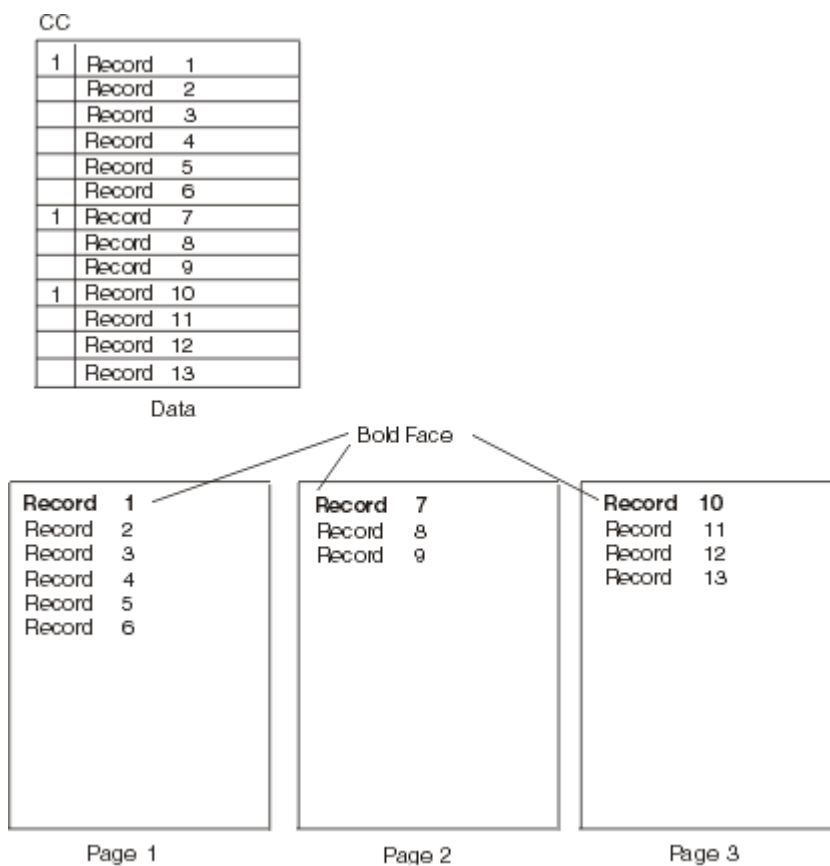 CC
1 Record 1
Record 2
Record 3
Record 4
Record 5
Record 6
1 Record 7
Record 8
Record 9
1 Record 10
Record 11
Record 12
Record 13
Data
Bold Face
Record 1
Record 2
Record 3
Record 4
Record 5
Record 6
Page 1
Record 7
Record 8
Record 9
Page 2
Record 10
Record 11
Record 12
Record 13
Page 3